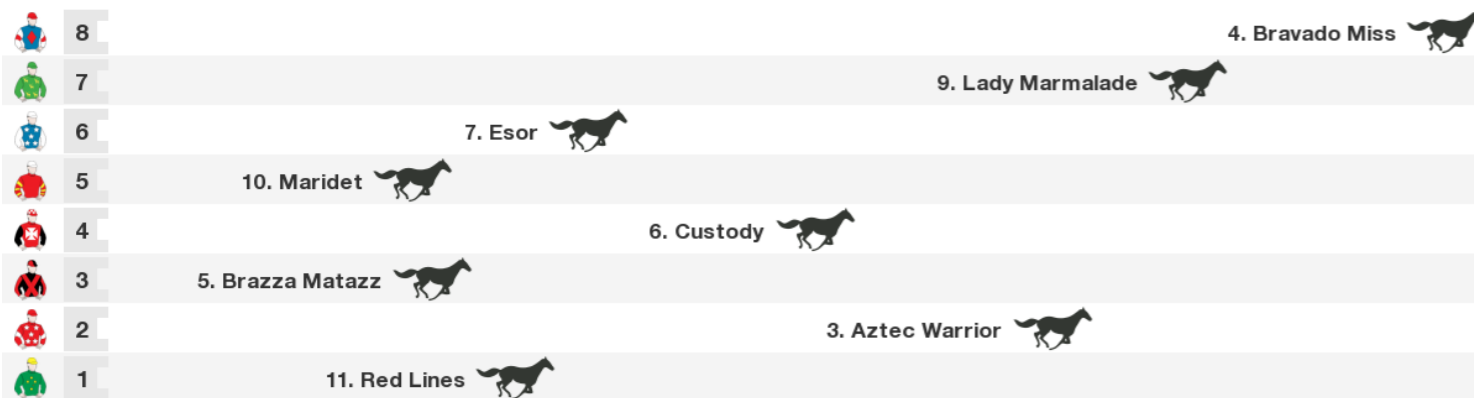 8 4. Bravado Miss
7 9. Lady Marmalade
6 7. Esor
5 10. Maridet
4 6. Custody
3 5. Brazza Matazz
2 3. Aztec Warrior
1 11. Red Lines